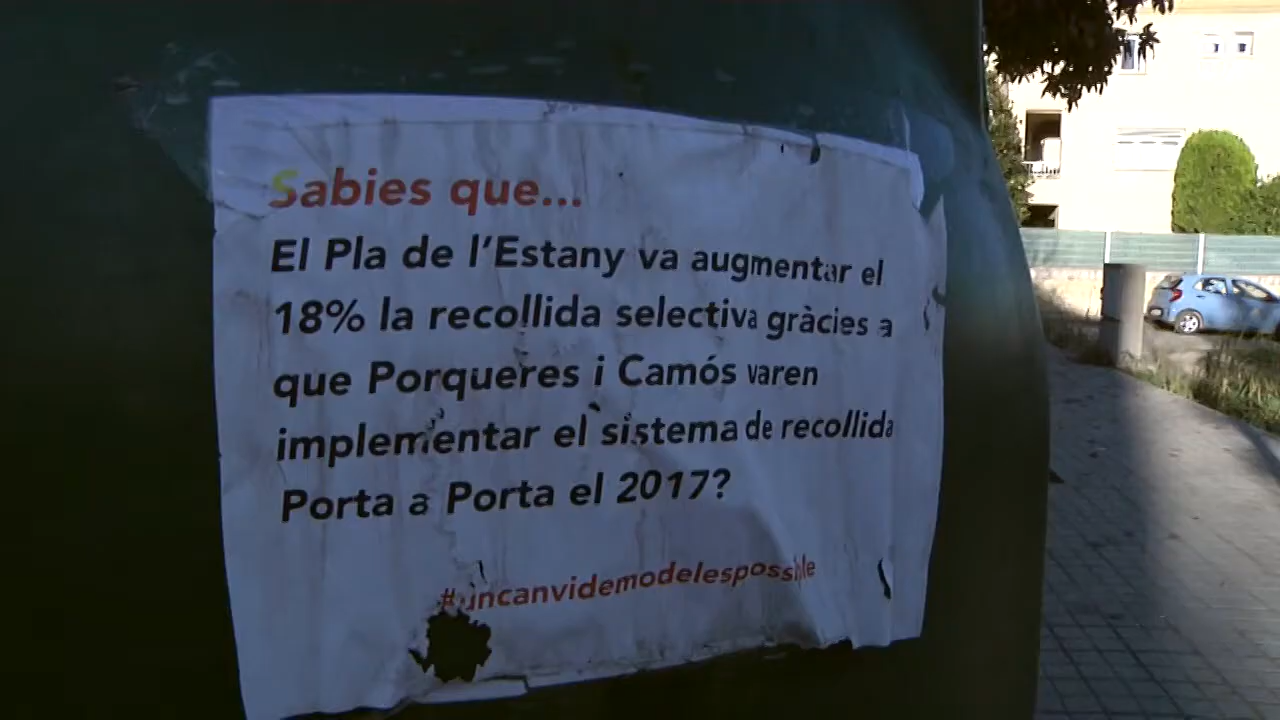 Sabies que...
El Pla de l'Estany va augmentar el
18% la recollida selectiva gràcies a
que Porqueres i Camós varen
implementar el sistema de recollida
Porta a Porta el 2017?
#uncanvidemodelespossible